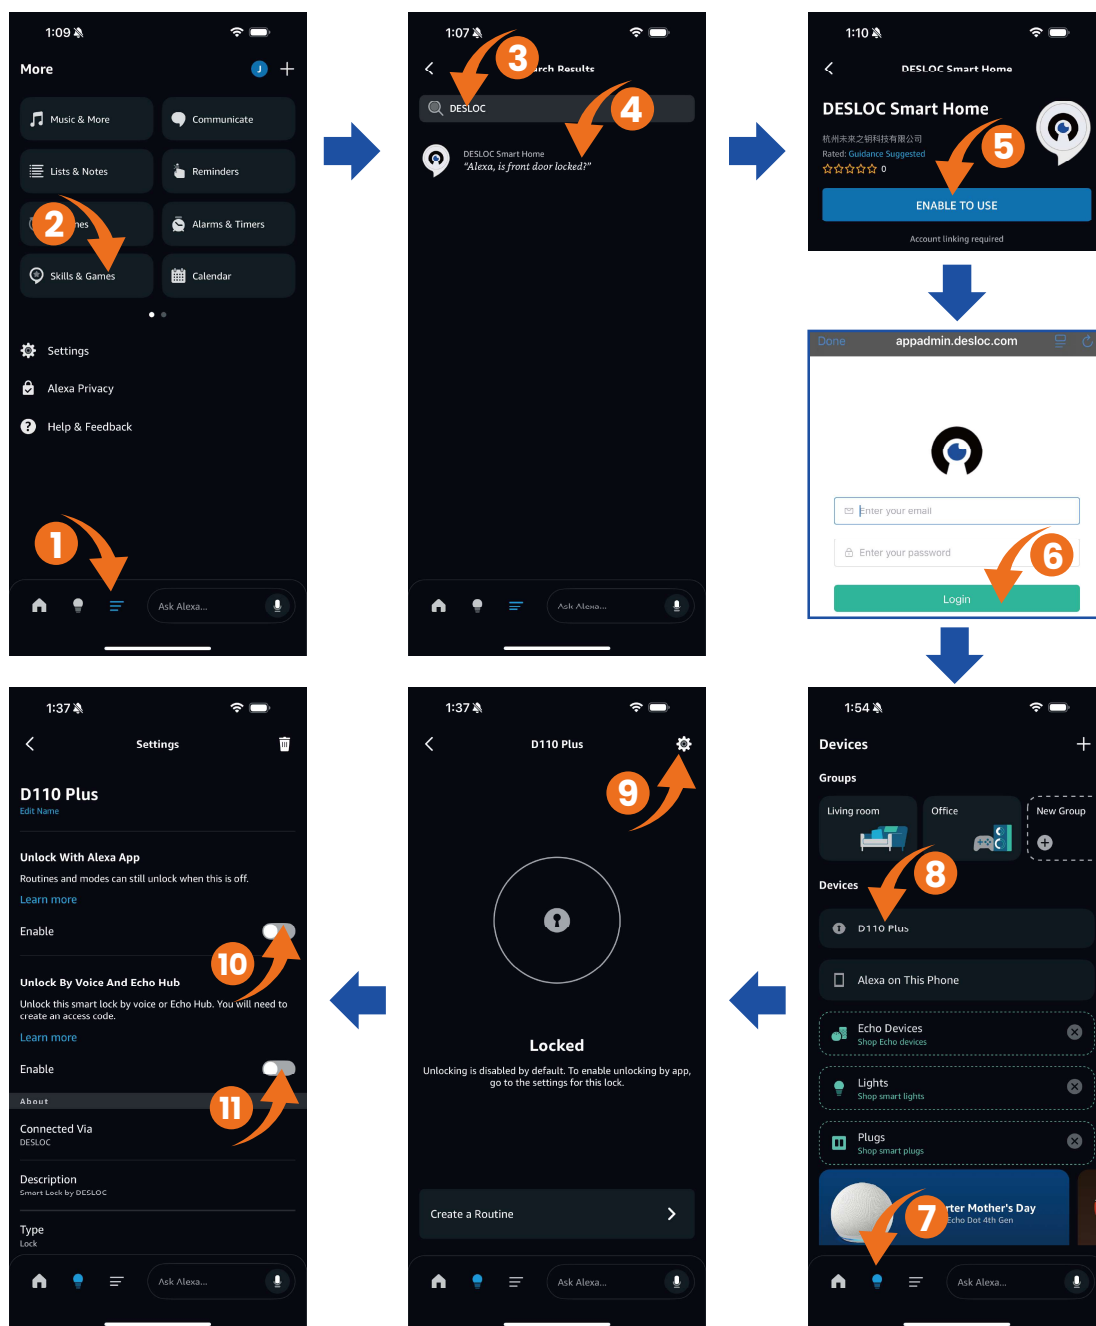 1:09
More
J
Music & More
Communicate
Lists & Notes
Reminders
2
Alarms & Timers
Skills & Games
Calendar
Settings
Alexa Privacy
Help & Feedback
1
Ask Alexa...
1:07
3
Results
DESLOC
4
DESLOC Smart Home
“Alexa, is front door locked?”
Ask Alexa...
1:10
DESLOC Smart Home
DESLOC Smart Home
杭州未来之钥科技有限公司
Rated: Guidance Suggested
5
0
ENABLE TO USE
Account linking required
Done
appadmin.desloc.com
Enter your email
Enter your password
6
Login
1:54
Devices
Groups
Living room
Office
New Group
8
Devices
D110 Plus
Alexa on This Phone
Echo Devices
Shop Echo devices
Lights
Shop smart lights
Plugs
Shop smart plugs
7
rter Mother's Day
Echo Dot 4th Gen
Ask Alexa...
1:37
D110 Plus
9
Locked
Unlocking is disabled by default. To enable unlocking by app,
go to the settings for this lock.
Create a Routine
Ask Alexa...
1:37
Settings
D110 Plus
Edit Name
Unlock With Alexa App
Routines and modes can still unlock when this is off.
Learn more
Enable
10
Unlock By Voice And Echo Hub
Unlock this smart lock by voice or Echo Hub. You will need to
create an access code.
Learn more
Enable
About
11
Connected Via
DESLOC
Description
Smart Lock by DESLOC
Type
Lock
Ask Alexa...